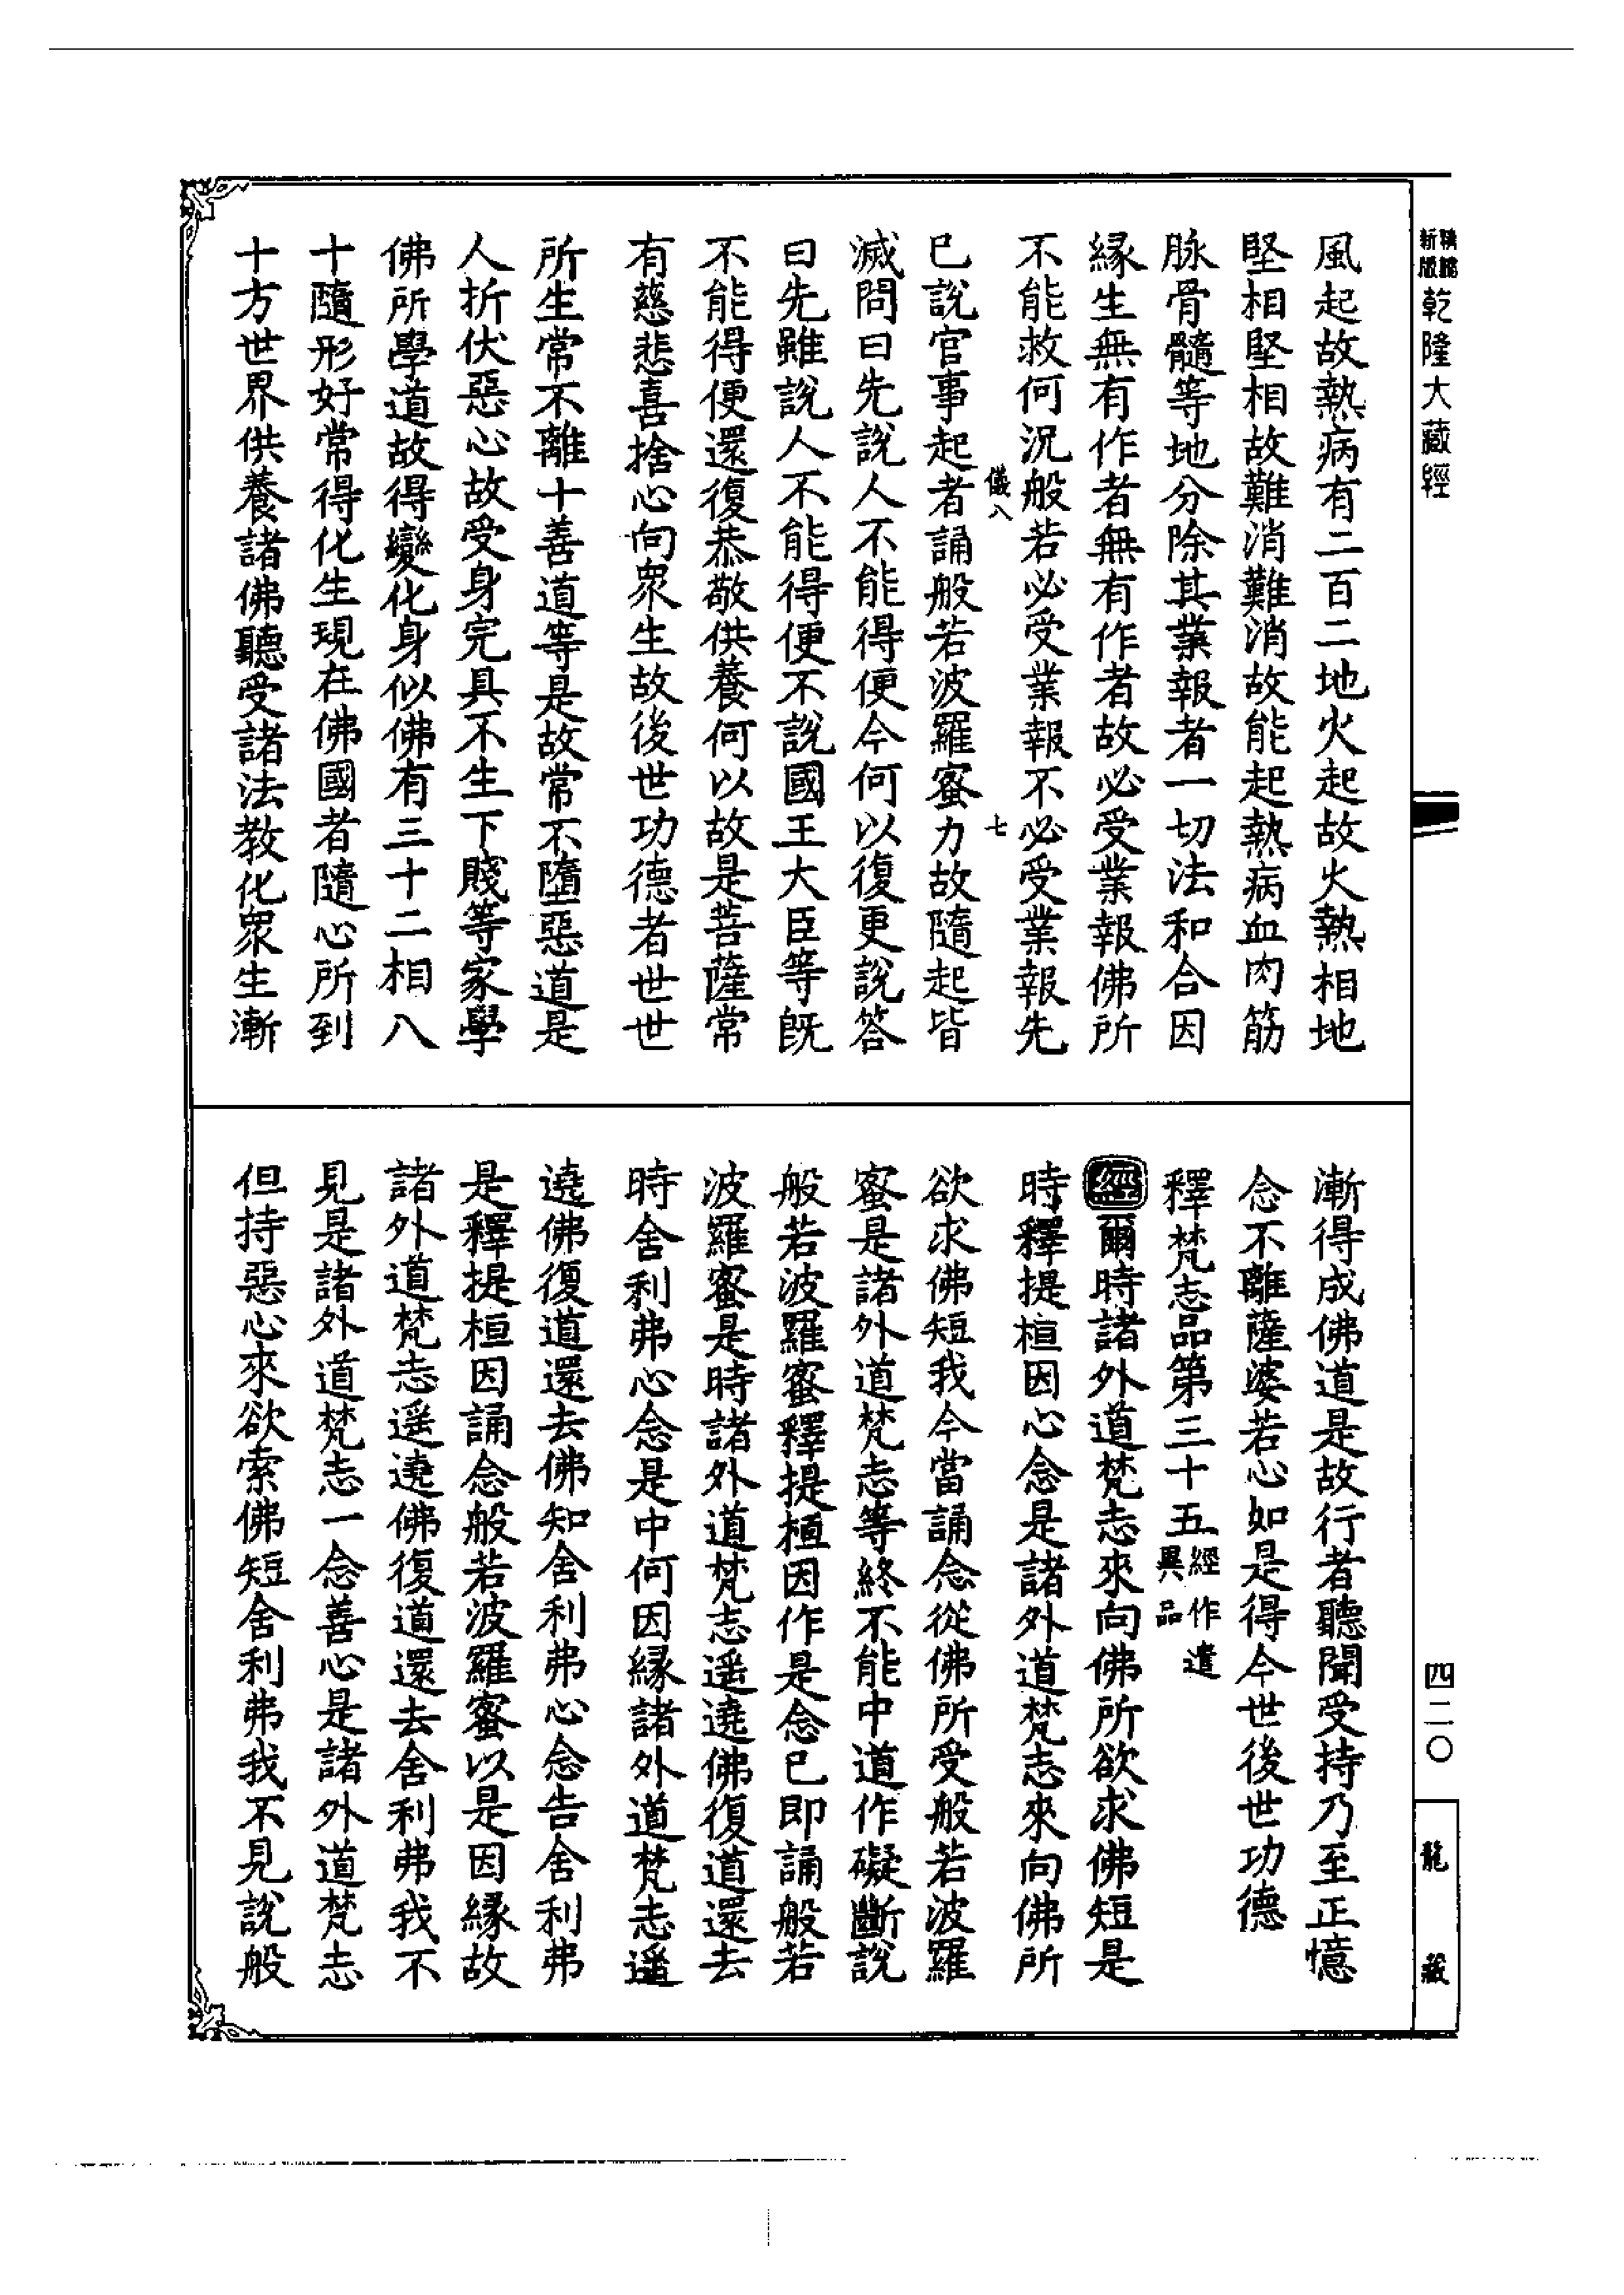 精編
新版
乾隆大藏經
風起故熱病有二百二地火起故火熱相地
堅相堅相故難消難消故能起熱病血肉筋
脉骨髓等地分除其業報者一切法和合因
緣生無有作者無有作者故必受業報佛所
不能救何況般若必受業報不必受業報先
儀八
七
已說官事起者誦般若波羅蜜力故隨起皆
滅問曰先說人不能得便今何以復更說答
曰先雖說人不能得便不說國王大臣等旣
不能得便還復恭敬供養何以故是菩薩常
有慈悲喜捨心向衆生故後世功德者世世
所生常不離十善道等是故常不墮惡道是
人折伏惡心故受身完具不生下賤等家學
佛所學道故得變化身似佛有三十二相八
十隨形好常得化生現在佛國者隨心所到
十方世界供養諸佛聽受諸法教化衆生漸
漸得成佛道是故行者聽聞受持乃至正憶
念不離薩婆若心如是得今世後世功德
釋梵志品第三十五
經作遣
異品
經爾時諸外道梵志來向佛所欲求佛短是
時釋提桓因心念是諸外道梵志來向佛所
欲求佛短我今當誦念從佛所受般若波羅
蜜是諸外道梵志等終不能中道作礙斷說
般若波羅蜜釋提桓因作是念已即誦般若
波羅蜜是時諸外道梵志遥遶佛復道還去
時舍利弗心念是中何因緣諸外道梵志遥
遶佛復道還去佛知舍利弗心念告舍利弗
是釋提桓因誦念般若波羅蜜以是因緣故
諸外道梵志遥遶佛復道還去舍利弗我不
見是諸外道梵志一念善心是諸外道梵志
但持惡心來欲索佛短舍利弗我不見說般
四二〇
龍藏